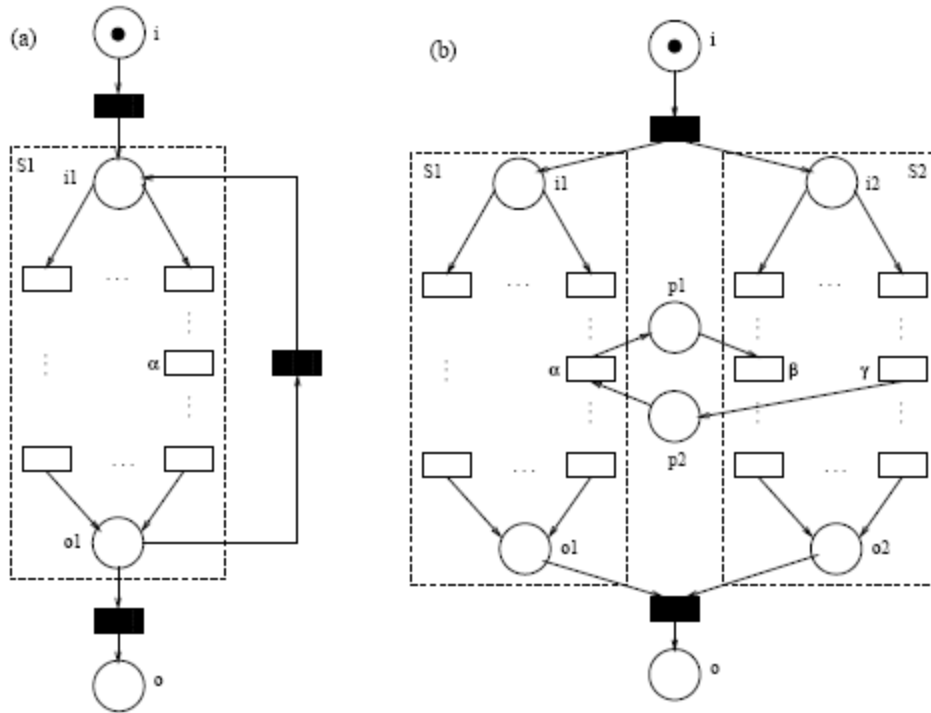 (a)
i
S1
i1
...
α
...
o1
o
(b)
i
S1
i1
i2
S2
...
...
p1
α
β
γ
p2
...
...
o1
o2
o